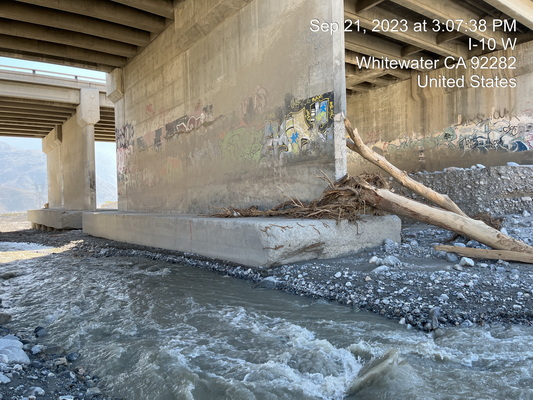 Sep 21, 2023 at 3:07:38 PM
I-10 W
Whitewater CA 92282
United States